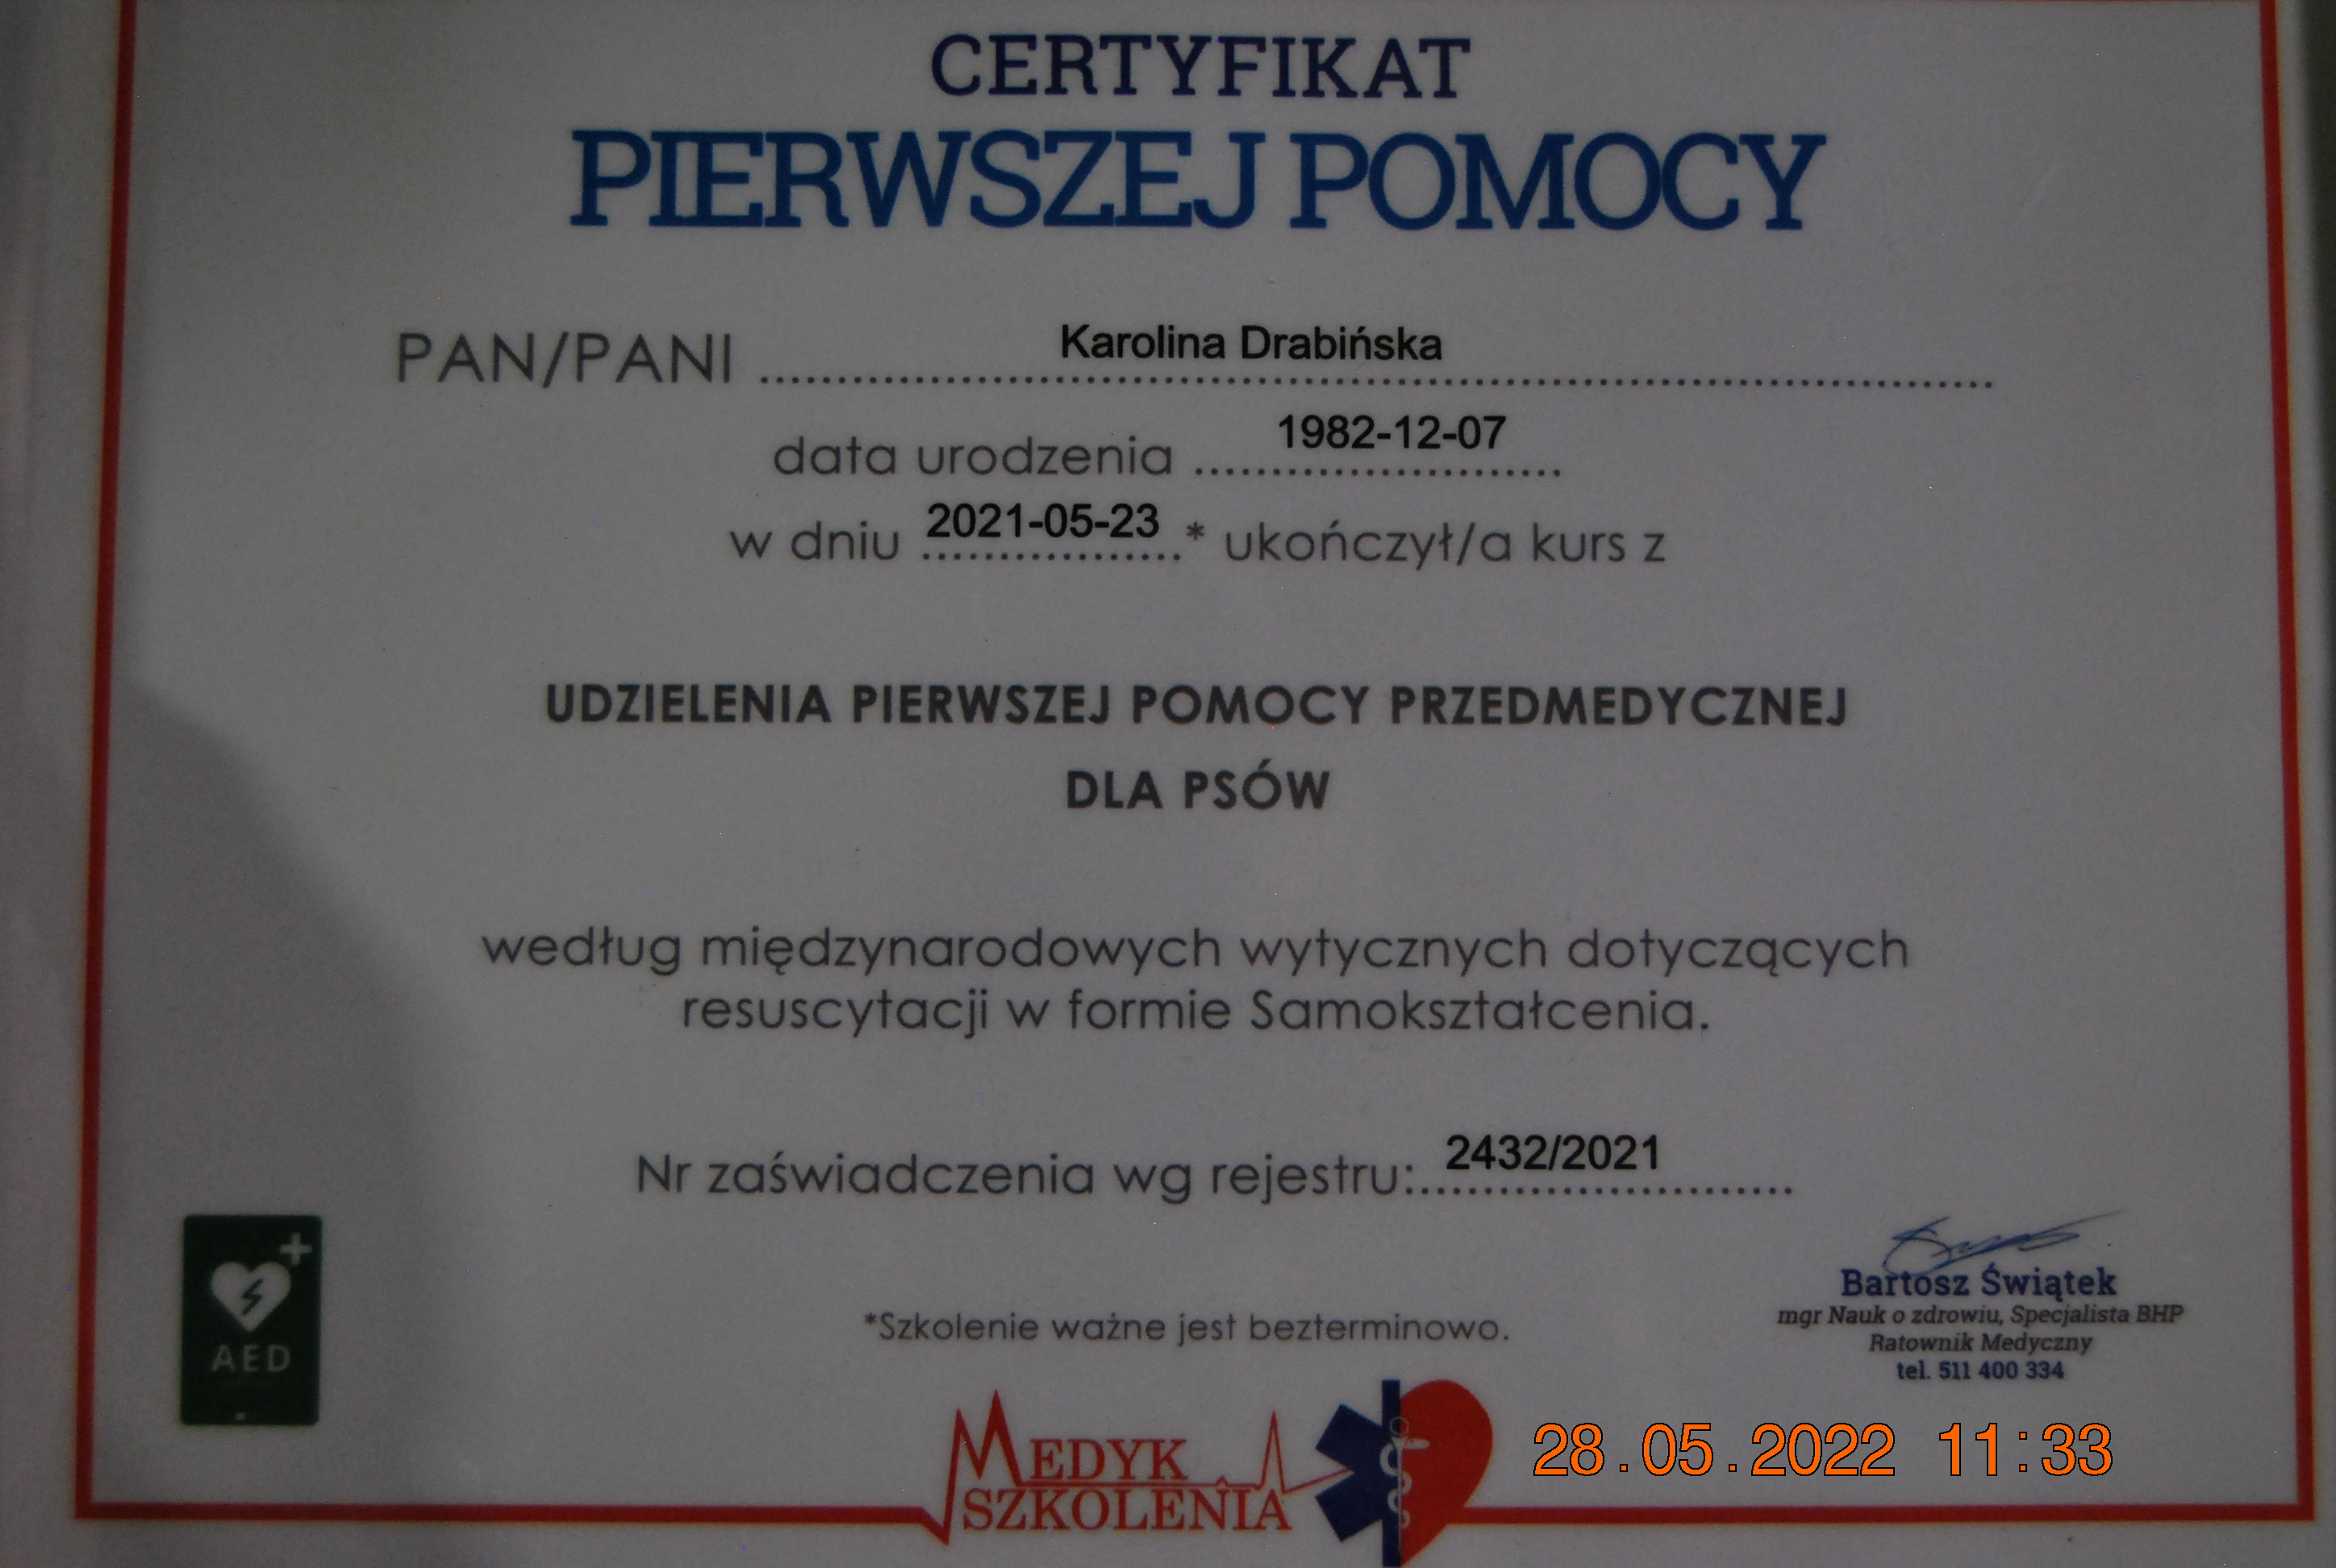 CERTYFIKAT
PIERWSZEJ POMOCY
PAN/PANI Karolina Drabińska
data urodzenia 1982-12-07
w dniu 2021-05-23* ukończył/a kurs z
UDZIELENIA PIERWSZEJ POMOCY PRZEDMEDYCZNEJ
DLA PSÓW
według międzynarodowych wytycznych dotyczących
resuscytacji w formie Samokształcenia.
Nr zaświadczenia wg rejestru: 2432/2021
AED
*Szkolenie ważne jest bezterminowo.
Bartosz Świątek
mgr Nauk o zdrowiu, Specjalista BHP
Ratownik Medyczny
tel. 511 400 334
MEDYK
SZKOLENIA
28.05.2022 11:33